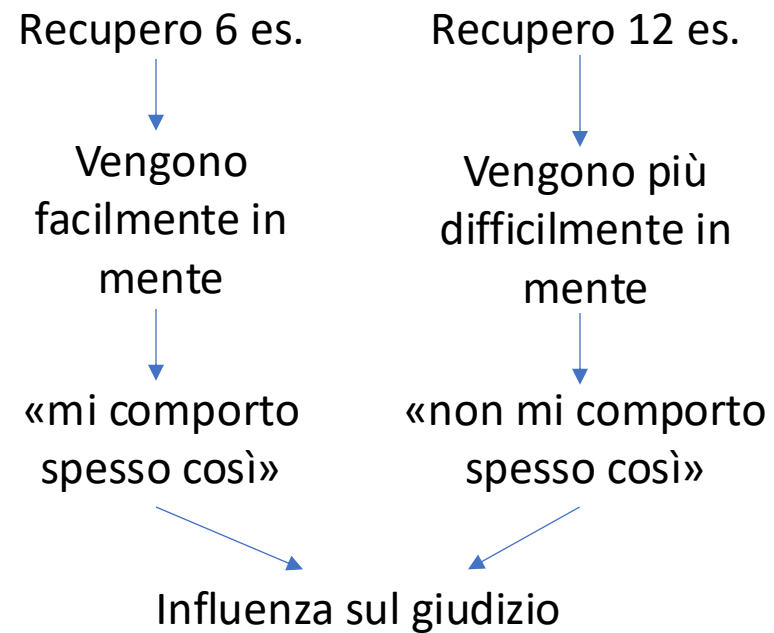 Recupero 6 es.
Vengono
facilmente in
mente
«mi comporto
spesso così»
Recupero 12 es.
Vengono più
difficilmente in
mente
«non mi comporto
spesso così»
Influenza sul giudizio